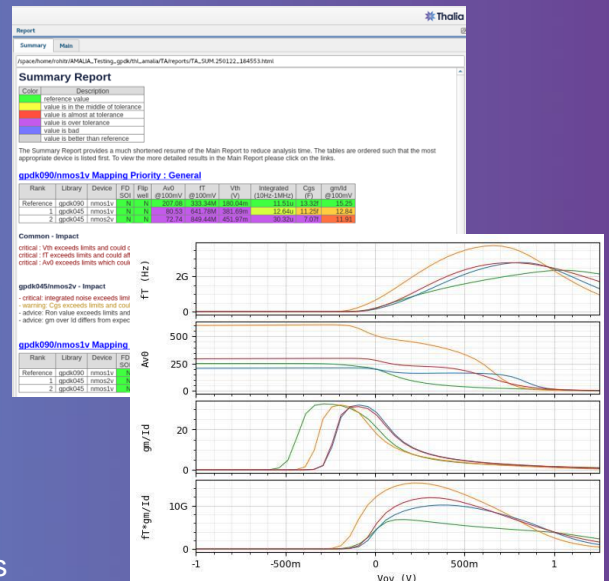 Thalia
Report
Summary Main
/space/home/rohitr/AMALIA_Testing_gpdk/thl_amalia/TA/reports/TA_SUM.250122_184553.html
Summary Report
Color Description
reference value
value is in the middle of tolerance
value is almost at tolerance
value is over tolerance
value is bad
value is better than reference
The Summary Report provides a much shortened resume of the Main Report to reduce analysis time. The tables are ordered such that the most
appropriate device is listed first. To view the more detailed results in the Main Report please click on the links.
gpdk090/nmos1v Mapping Priority : General
Rank Library Device FD SOI Flip well Av0 @100mV fT @100mV Vth (V) Integrated (10Hz-1MHz) Cgs (F) gm/Id @100mV
Reference gpdk090 nmos1v N N 207.08 333.34M 180.04m 11.51u 13.32f 15.25
1 gpdk045 nmos1v N N 80.53 641.78M 381.69m 12.64u 11.25f 12.84
2 gpdk045 nmos2v N N 72.74 849.44M 451.97m 30.32u 7.07f 11.91
Common - Impact
critical : Vth exceeds limits and could c
critical : fT exceeds limits and could aff
critical : Av0 exceeds limits which coul
gpdk045/nmos2v - Impact
- critical: integrated noise exceeds limi
- warning: Cgs exceeds limits and cou
- advice: Ron value exceeds limits and
- advice: gm over Id differs from expec
gpdk090/nmos1v Mapping
Rank Library Device FD SOI
Reference gpdk090 nmos1v N
1 gpdk045 nmos1v N
2 gpdk045 nmos2v N
fT (Hz)
2G
0
Av0
500
250
0
gm/Id
20
0
fT*gm/Id
10G
0
-1 -500m 0 500m 1
Vov (V)
s